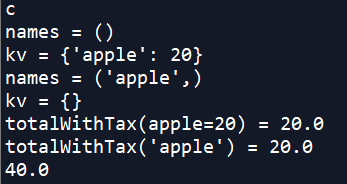 c
names = ()
kv = {'apple': 20}
names = ('apple',)
kv = {}
totalWithTax(apple=20) = 20.0
totalWithTax('apple') = 20.0
40.0